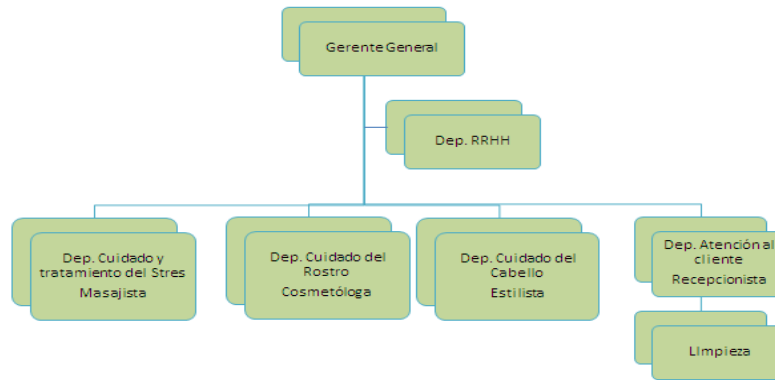 Gerente General
Dep. RRHH
Dep. Cuidado y
tratamiento del Stres
Masajista
Dep. Cuidado del
Rostro
Cosmetóloga
Dep. Cuidado del
Cabello
Estilista
Dep. Atención al
cliente
Recepcionista
LImpieza